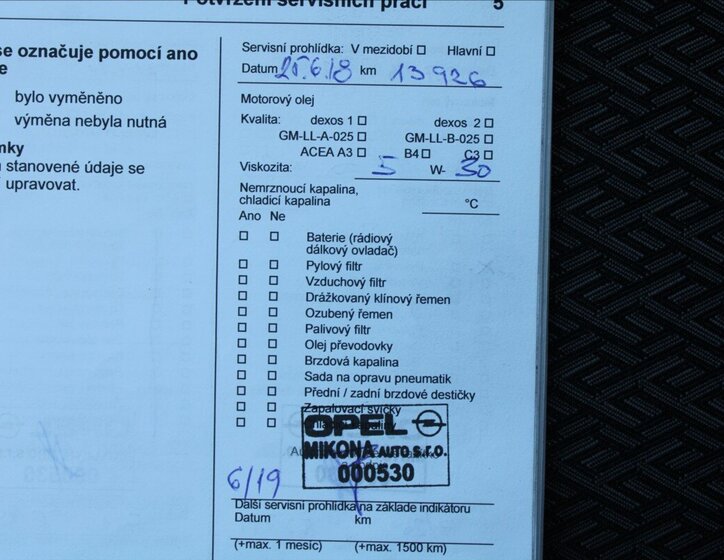 Potvrzení servisních prací 5
se označuje pomocí ano
e
bylo vyměněno
výměna nebyla nutná
mky
stanovené údaje se
upravovat.
Servisní prohlídka: V mezidobí □ Hlavní □
Datum 25.6.18 km 13926
Motorový olej
Kvalita: dexos 1 □ dexos 2 □
GM-LL-A-025 □ GM-LL-B-025 □
ACEA A3 □ B4 □ C3 □
Viskozita: 5 W- 30
Nemrznoucí kapalina,
chladicí kapalina °C
Ano Ne
□ □ Baterie (rádiový
dálkový ovladač)
□ □ Pylový filtr
□ □ Vzduchový filtr
□ □ Drážkovaný klínový řemen
□ □ Ozubený řemen
□ □ Palivový filtr
□ □ Olej převodovky
□ □ Brzdová kapalina
□ □ Sada na opravu pneumatik
□ □ Přední / zadní brzdové destičky
□ □ Zapalovací svíčky
□ □
OPEL
MIKONA AUTO S.R.O.
000530
6/19
Další servisní prohlídka na základe indikátoru
Datum km
(+max. 1 mesíc) (+max. 1500 km)